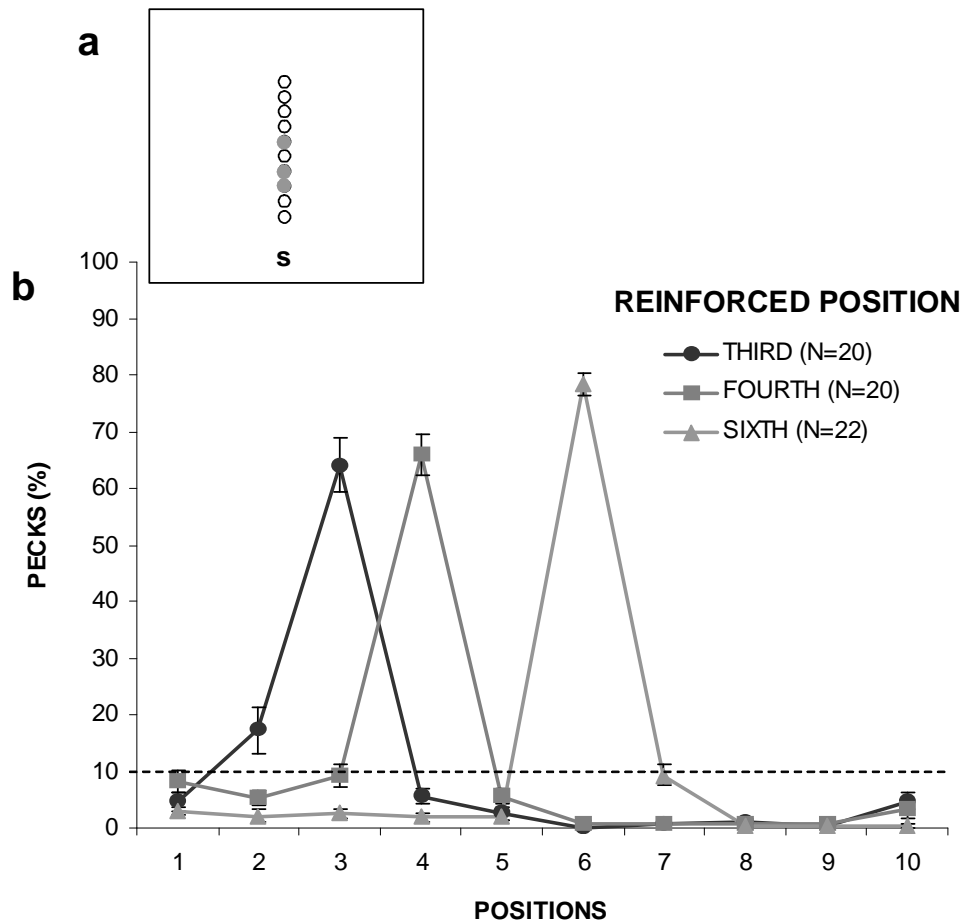 a
s
b
REINFORCED POSITION
THIRD (N=20)
FOURTH (N=20)
SIXTH (N=22)
PECKS (%)
100
90
80
70
60
50
40
30
20
10
0
1 2 3 4 5 6 7 8 9 10
POSITIONS